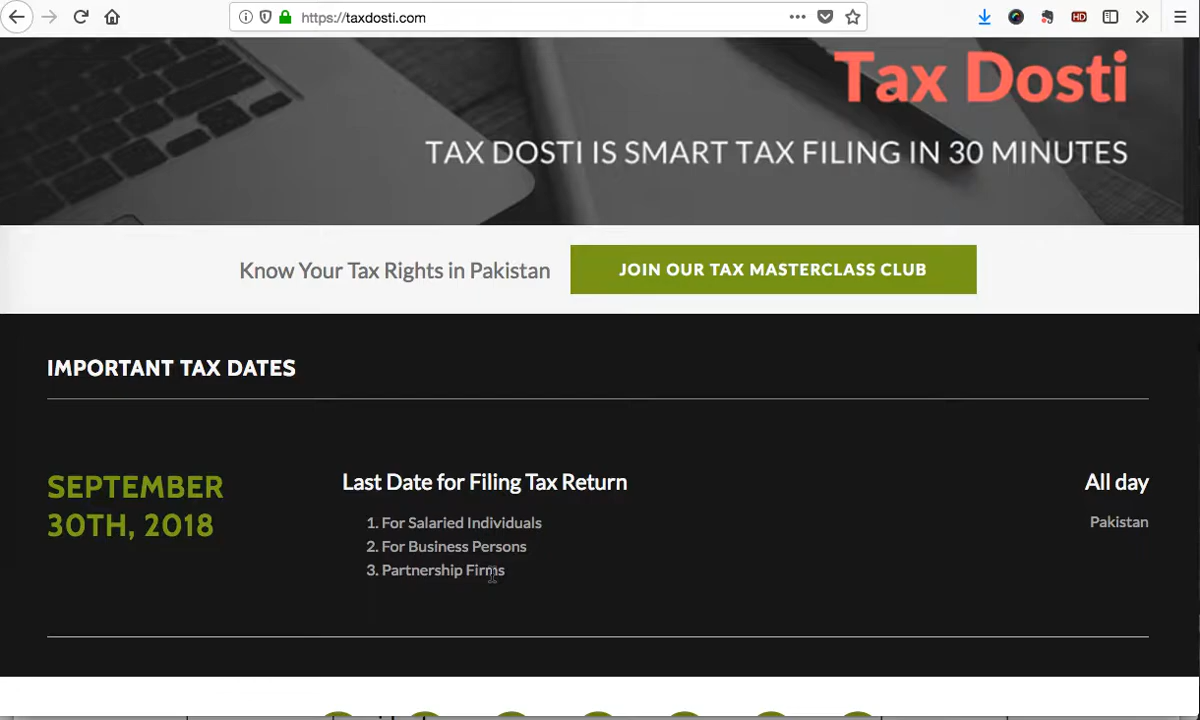 https://taxdosti.com
HD
Tax Dosti
TAX DOSTI IS SMART TAX FILING IN 30 MINUTES
Know Your Tax Rights in Pakistan
JOIN OUR TAX MASTERCLASS CLUB
IMPORTANT TAX DATES
SEPTEMBER
30TH, 2018
Last Date for Filing Tax Return
1. For Salaried Individuals
2. For Business Persons
3. Partnership Firms
All day
Pakistan